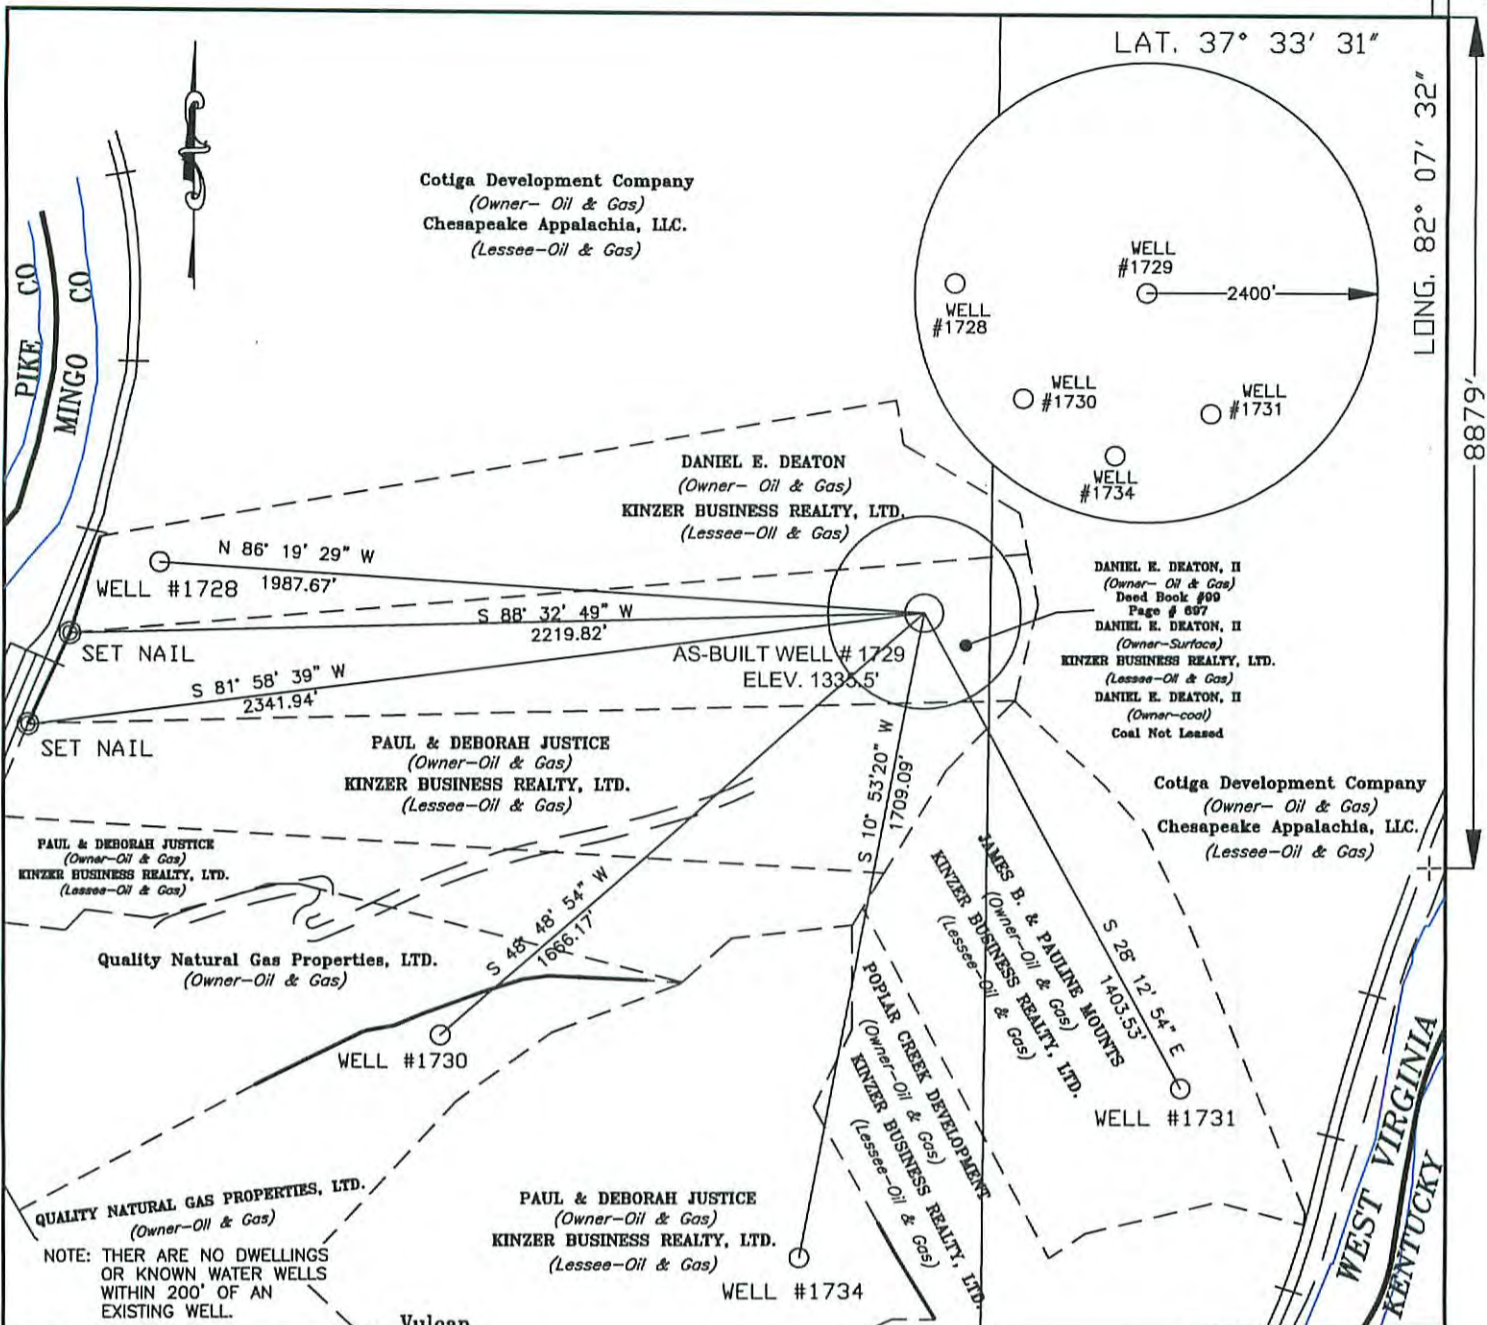 LAT. 37° 33' 31"
LONG. 82° 07' 32"
8879'
Cotiga Development Company
(Owner- Oil & Gas)
Chesapeake Appalachia, LLC.
(Lessee-Oil & Gas)
PIKE CO
MINGO CO
WELL
#1729
2400'
WELL
#1728
WELL
#1730
WELL
#1731
WELL
#1734
DANIEL E. DEATON
(Owner- Oil & Gas)
KINZER BUSINESS REALTY, LTD.
(Lessee-Oil & Gas)
N 86° 19' 29" W
1987.67'
WELL #1728
S 88° 32' 49" W
2219.82'
SET NAIL
AS-BUILT WELL # 1729
ELEV. 1335.5'
S 81° 58' 39" W
2341.94'
SET NAIL
DANIEL E. DEATON, II
(Owner- Oil & Gas)
Deed Book #99
Page # 697
DANIEL E. DEATON, II
(Owner-Surface)
KINZER BUSINESS REALTY, LTD.
(Lessee-Oil & Gas)
DANIEL E. DEATON, II
(Owner-coal)
Coal Not Leased
PAUL & DEBORAH JUSTICE
(Owner-Oil & Gas)
KINZER BUSINESS REALTY, LTD.
(Lessee-Oil & Gas)
S 10° 53'20" W
1709.09'
Cotiga Development Company
(Owner- Oil & Gas)
Chesapeake Appalachia, LLC.
(Lessee-Oil & Gas)
PAUL & DEBORAH JUSTICE
(Owner-Oil & Gas)
KINZER BUSINESS REALTY, LTD.
(Lessee-Oil & Gas)
JAMES B. & PAULINE MOUNTS
(Owner-Oil & Gas)
KINZER BUSINESS REALTY, LTD.
(Lessee-Oil & Gas)
S 28° 12' 54" E
1403.53'
S 48° 48' 54" W
1666.17'
Quality Natural Gas Properties, LTD.
(Owner-Oil & Gas)
POPLAR CREEK DEVELOPMENT
(Owner-Oil & Gas)
KINZER BUSINESS REALTY, LTD.
(Lessee-Oil & Gas)
WELL #1730
WELL #1731
WEST VIRGINIA
KENTUCKY
QUALITY NATURAL GAS PROPERTIES, LTD.
(Owner-Oil & Gas)
PAUL & DEBORAH JUSTICE
(Owner-Oil & Gas)
KINZER BUSINESS REALTY, LTD.
(Lessee-Oil & Gas)
WELL #1734
NOTE: THER ARE NO DWELLINGS
OR KNOWN WATER WELLS
WITHIN 200' OF AN
EXISTING WELL.
Vulcan